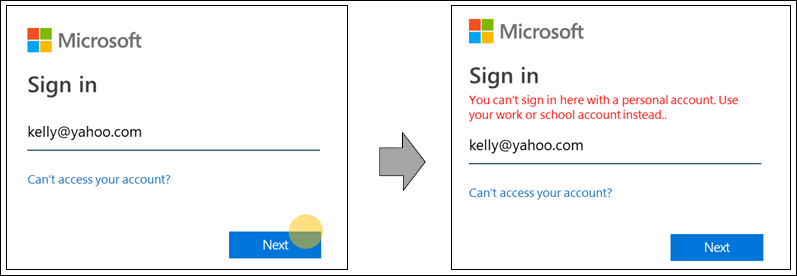 Microsoft
Sign in
kelly@yahoo.com
Can't access your account?
Next
Microsoft
Sign in
You can't sign in here with a personal account. Use
your work or school account instead..
kelly@yahoo.com
Can't access your account?
Next